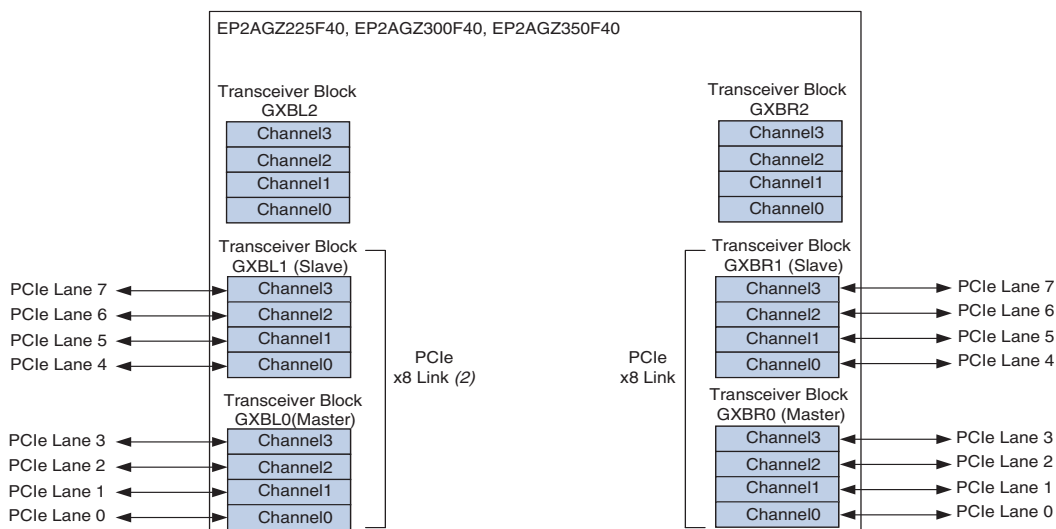 EP2AGZ225F40, EP2AGZ300F40, EP2AGZ350F40
Transceiver Block
GXBL2
Channel3
Channel2
Channel1
Channel0
Transceiver Block
GXBR2
Channel3
Channel2
Channel1
Channel0
Transceiver Block
GXBL1 (Slave)
PCIe Lane 7
Channel3
PCIe Lane 6
Channel2
PCIe Lane 5
Channel1
PCIe Lane 4
Channel0
PCIe
x8 Link (2)
Transceiver Block
GXBL0(Master)
PCIe Lane 3
Channel3
PCIe Lane 2
Channel2
PCIe Lane 1
Channel1
PCIe Lane 0
Channel0
Transceiver Block
GXBR1 (Slave)
Channel3
PCIe Lane 7
Channel2
PCIe Lane 6
Channel1
PCIe Lane 5
Channel0
PCIe Lane 4
PCIe
x8 Link
Transceiver Block
GXBR0 (Master)
Channel3
PCIe Lane 3
Channel2
PCIe Lane 2
Channel1
PCIe Lane 1
Channel0
PCIe Lane 0